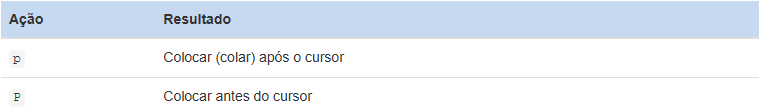 Ação Resultado
p Colocar (colar) após o cursor
P Colocar antes do cursor